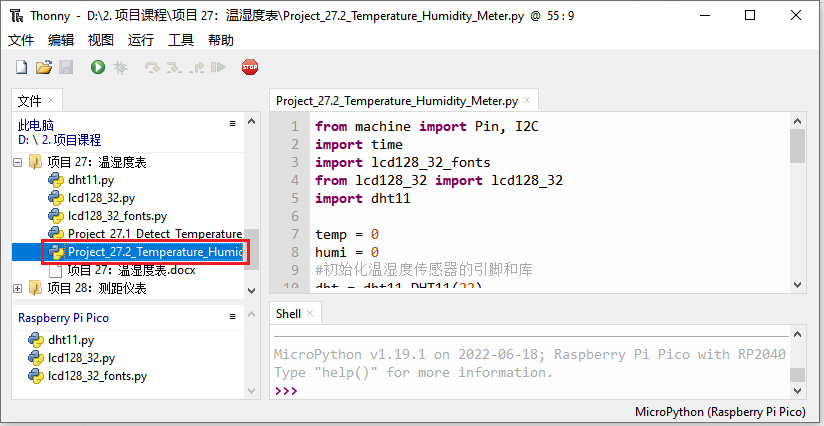 Thonny - D:\2. 项目课程\项目 27：温湿度表\Project_27.2_Temperature_Humidity_Meter.py @ 55 : 9
文件 编辑 视图 运行 工具 帮助
STOP
文件 ×
此电脑
D: \ 2. 项目课程
项目 27：温湿度表
dht11.py
lcd128_32.py
lcd128_32_fonts.py
Project_27.1_Detect_Temperature
Project_27.2_Temperature_Humid
项目 27：温湿度表.docx
项目 28：测距仪表
Raspberry Pi Pico
dht11.py
lcd128_32.py
lcd128_32_fonts.py
Project_27.2_Temperature_Humidity_Meter.py ×
1 from machine import Pin, I2C
2 import time
3 import lcd128_32_fonts
4 from lcd128_32 import lcd128_32
5 import dht11
6
7 temp = 0
8 humi = 0
9 #初始化温湿度传感器的引脚和库
10 dht = dht11.DHT11(22)
Shell ×
MicroPython v1.19.1 on 2022-06-18; Raspberry Pi Pico with RP2040
Type "help()" for more information.
>>>
MicroPython (Raspberry Pi Pico)